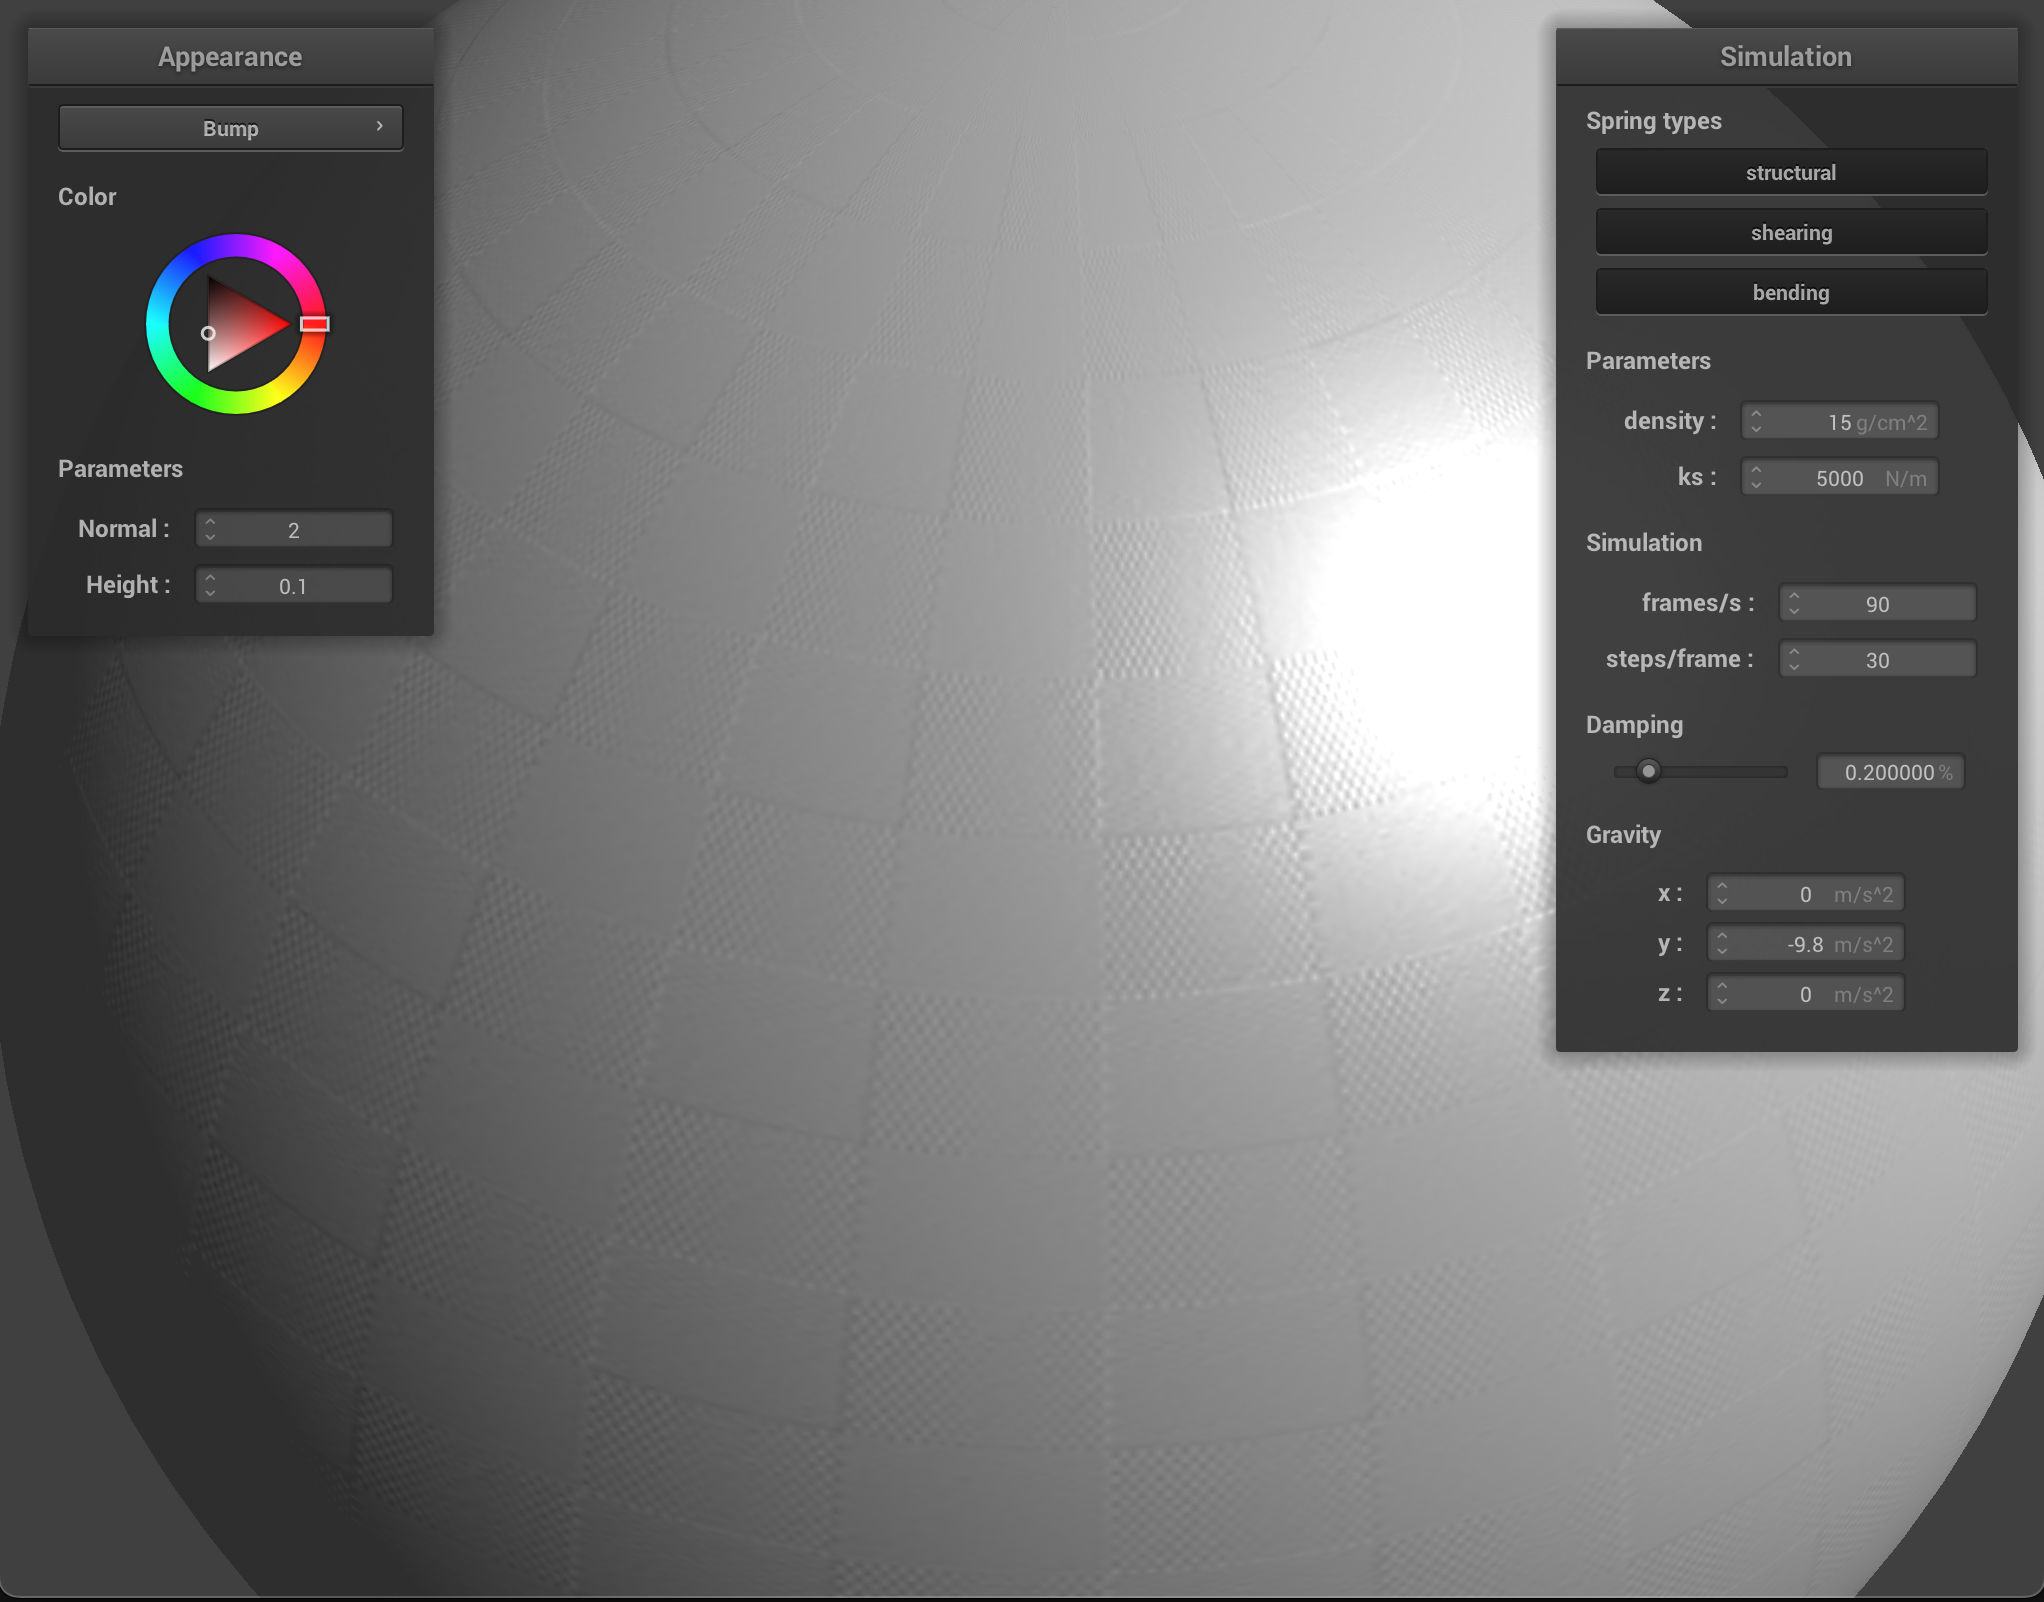 Appearance
Bump
Color
Parameters
Normal : 2
Height : 0.1
Simulation
Spring types
structural
shearing
bending
Parameters
density : 15 g/cm^2
ks : 5000 N/m
Simulation
frames/s : 90
steps/frame : 30
Damping
0.200000 %
Gravity
x : 0 m/s^2
y : -9.8 m/s^2
z : 0 m/s^2